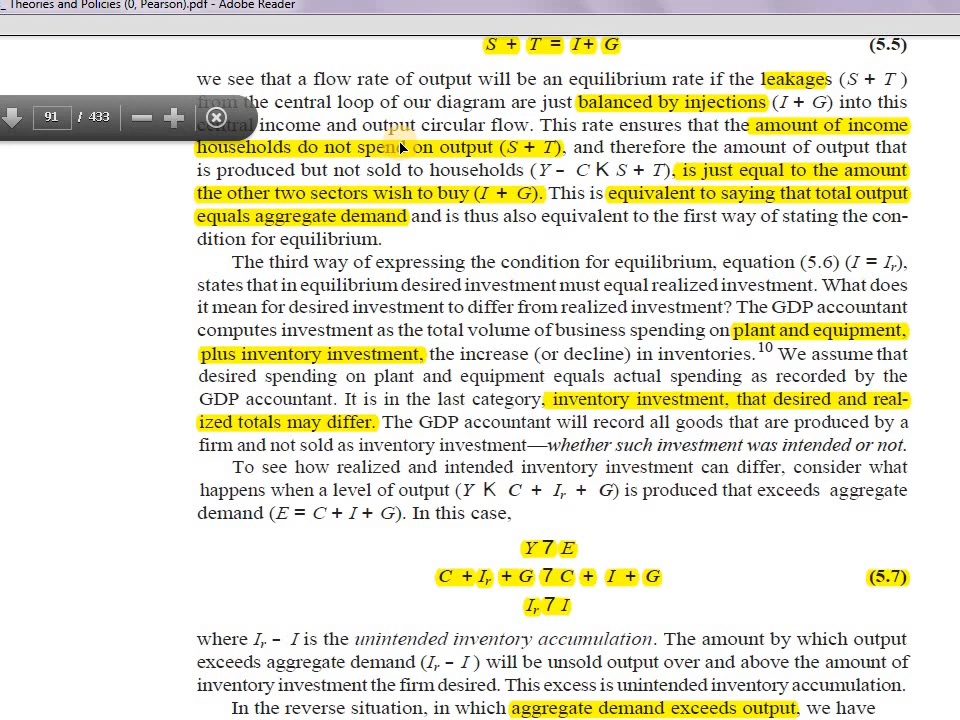 _ Theories and Policies (0, Pearson).pdf - Adobe Reader
S + T = I + G (5.5)
we see that a flow rate of output will be an equilibrium rate if the leakages (S + T )
from the central loop of our diagram are just balanced by injections (I + G) into this
91 / 433
central income and output circular flow. This rate ensures that the amount of income
households do not spend on output (S + T), and therefore the amount of output that
is produced but not sold to households (Y – C K S + T), is just equal to the amount
the other two sectors wish to buy (I + G). This is equivalent to saying that total output
equals aggregate demand and is thus also equivalent to the first way of stating the con-
dition for equilibrium.
The third way of expressing the condition for equilibrium, equation (5.6) (I = Ir),
states that in equilibrium desired investment must equal realized investment. What does
it mean for desired investment to differ from realized investment? The GDP accountant
computes investment as the total volume of business spending on plant and equipment,
plus inventory investment, the increase (or decline) in inventories.10 We assume that
desired spending on plant and equipment equals actual spending as recorded by the
GDP accountant. It is in the last category, inventory investment, that desired and real-
ized totals may differ. The GDP accountant will record all goods that are produced by a
firm and not sold as inventory investment—whether such investment was intended or not.
To see how realized and intended inventory investment can differ, consider what
happens when a level of output (Y K C + Ir + G) is produced that exceeds aggregate
demand (E = C + I + G). In this case,
Y 7 E
C + Ir + G 7 C + I + G (5.7)
Ir 7 I
where Ir – I is the unintended inventory accumulation. The amount by which output
exceeds aggregate demand (Ir – I ) will be unsold output over and above the amount of
inventory investment the firm desired. This excess is unintended inventory accumulation.
In the reverse situation, in which aggregate demand exceeds output, we have